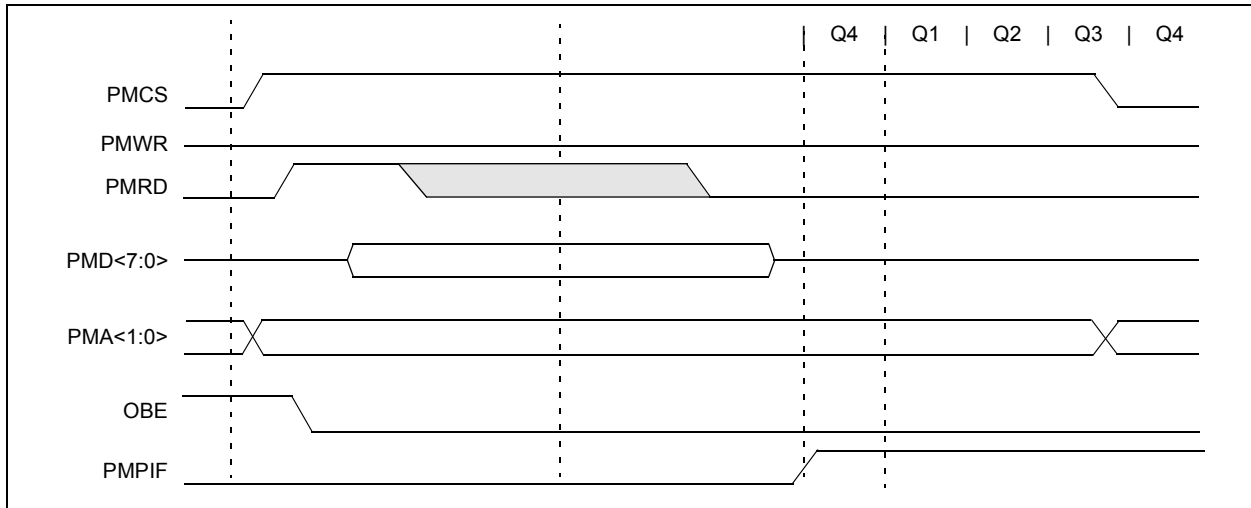 | Q4 | Q1 | Q2 | Q3 | Q4
PMCS
PMWR
PMRD
PMD<7:0>
PMA<1:0>
OBE
PMPIF